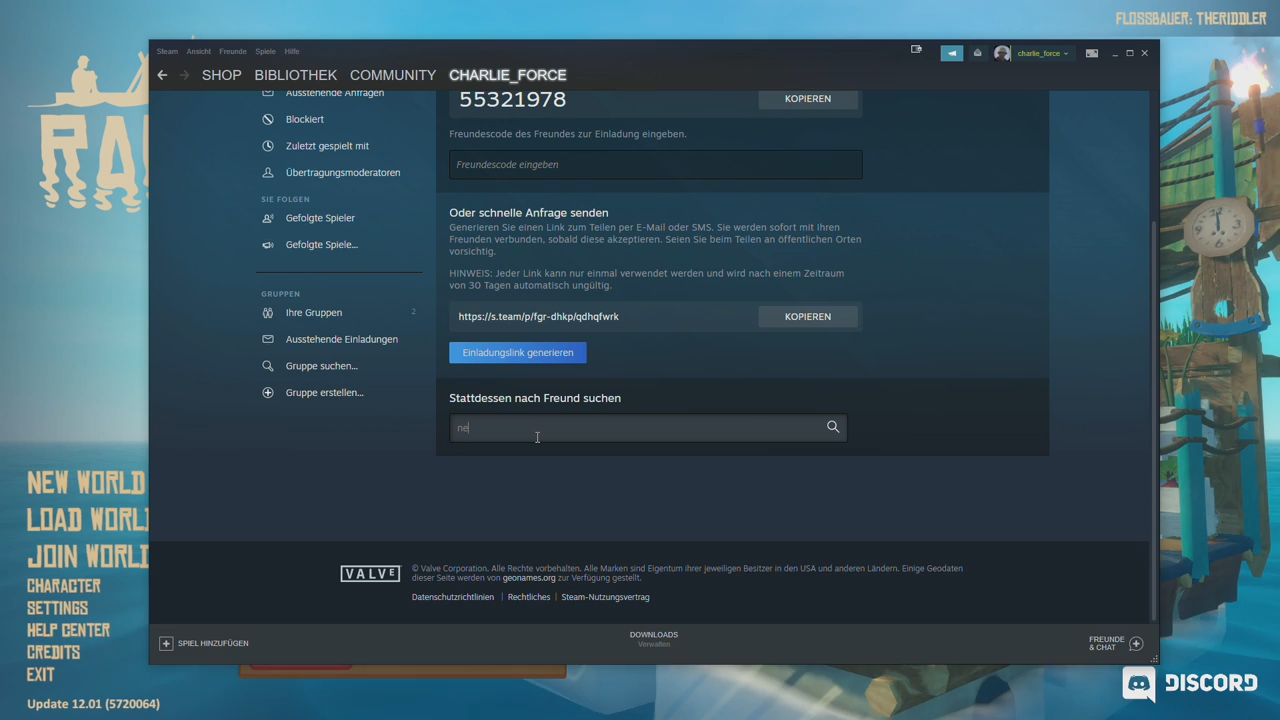 FLOSSBAUER: THERIDDLER
Steam Ansicht Freunde Spiele Hilfe
charlie_force
SHOP BIBLIOTHEK COMMUNITY CHARLIE_FORCE
Ausstehende Anfragen
Blockiert
Zuletzt gespielt mit
Übertragungsmoderatoren
SIE FOLGEN
Gefolgte Spieler
Gefolgte Spiele...
GRUPPEN
Ihre Gruppen 2
Ausstehende Einladungen
Gruppe suchen...
Gruppe erstellen...
55321978 KOPIEREN
Freundescode des Freundes zur Einladung eingeben.
Freundescode eingeben
Oder schnelle Anfrage senden
Generieren Sie einen Link zum Teilen per E-Mail oder SMS. Sie werden sofort mit Ihren
Freunden verbunden, sobald diese akzeptieren. Seien Sie beim Teilen an öffentlichen Orten
vorsichtig.
HINWEIS: Jeder Link kann nur einmal verwendet werden und wird nach einem Zeitraum
von 30 Tagen automatisch ungültig.
https://s.team/p/fgr-dhkp/qdhqfwrk KOPIEREN
Einladungslink generieren
Stattdessen nach Freund suchen
ne
VALVE
© Valve Corporation. Alle Rechte vorbehalten. Alle Marken sind Eigentum ihrer jeweiligen Besitzer in den USA und anderen Ländern. Einige Geodaten
dieser Seite werden von geonames.org zur Verfügung gestellt.
Datenschutzrichtlinien | Rechtliches | Steam-Nutzungsvertrag
SPIEL HINZUFÜGEN
DOWNLOADS
Verwalten
FREUNDE
& CHAT
RA
NEW WORLD
LOAD WORLD
JOIN WORLD
CHARACTER
SETTINGS
HELP CENTER
CREDITS
EXIT
Update 12.01 (5720064)
DISCORD